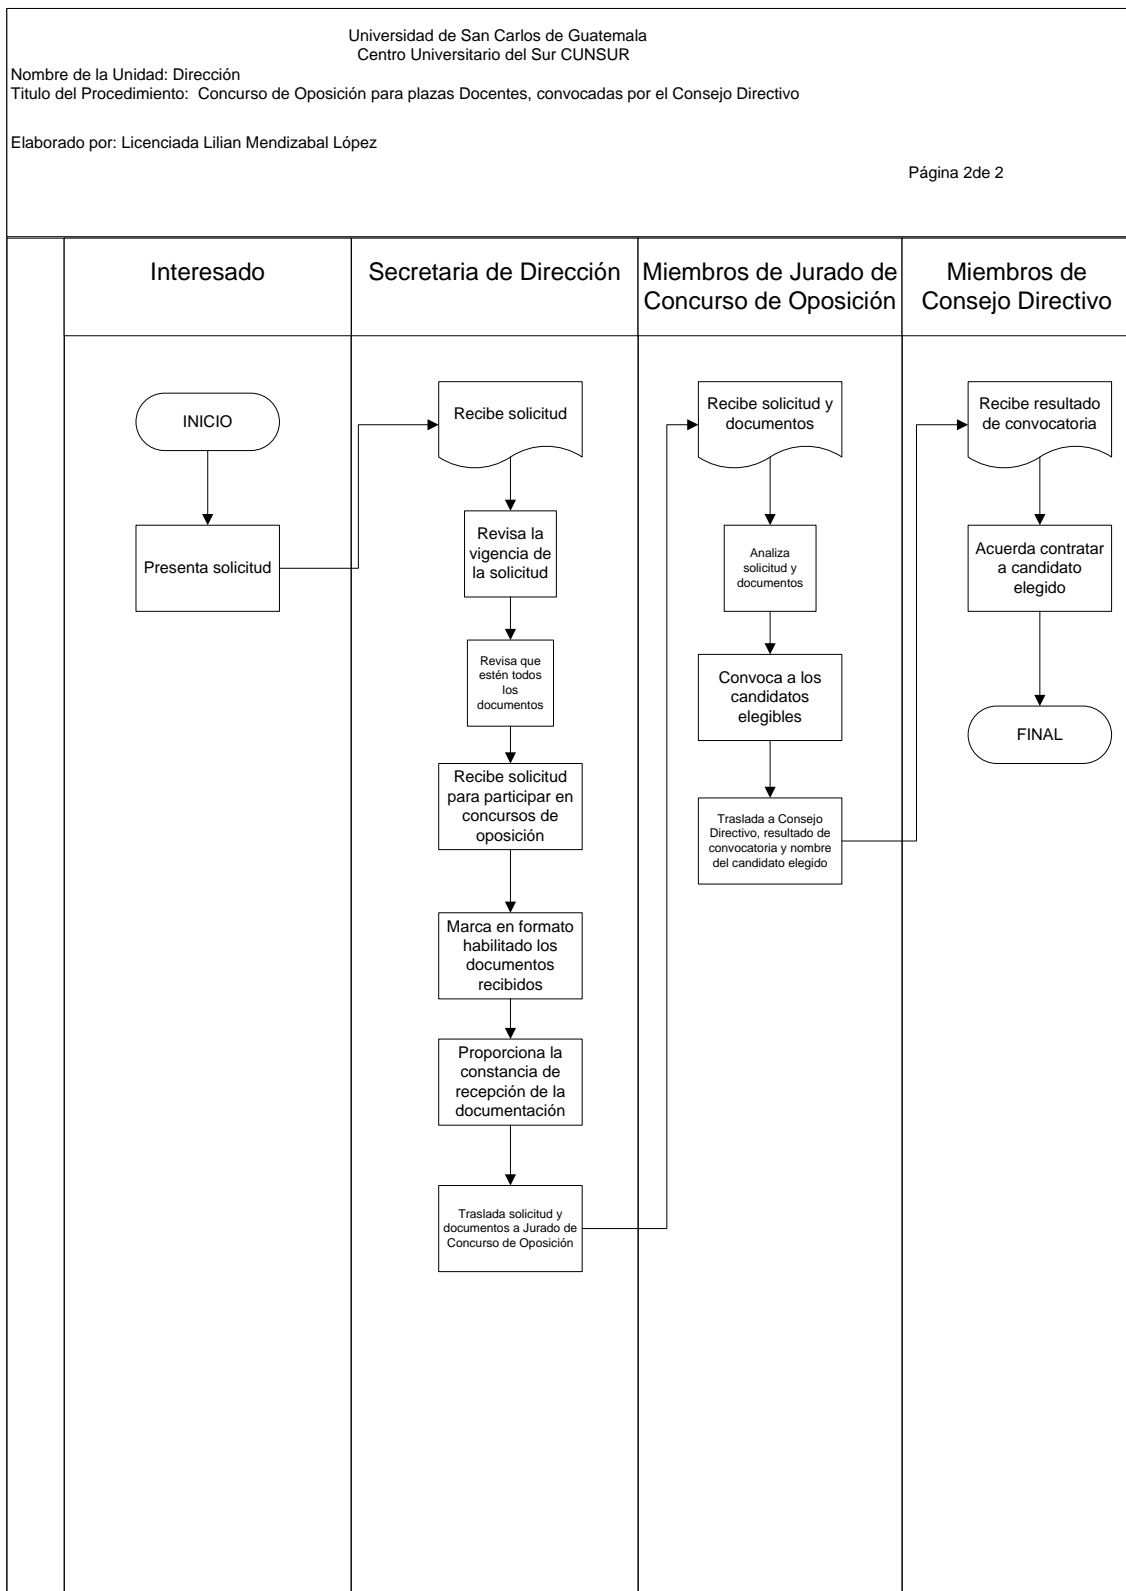 Universidad de San Carlos de Guatemala
Centro Universitario del Sur CUNSUR
Nombre de la Unidad: Dirección
Titulo del Procedimiento:  Concurso de Oposición para plazas Docentes, convocadas por el Consejo Directivo
Elaborado por: Licenciada Lilian Mendizabal López
Página 2de 2
Interesado
Secretaria de Dirección
Miembros de Jurado de
Concurso de Oposición
Miembros de
Consejo Directivo
INICIO
Presenta solicitud
Recibe solicitud
Revisa la
vigencia de
la solicitud
Revisa que
estén todos
los
documentos
Recibe solicitud
para participar en
concursos de
oposición
Marca en formato
habilitado los
documentos
recibidos
Proporciona la
constancia de
recepción de la
documentación
Traslada solicitud y
documentos a Jurado de
Concurso de Oposición
Recibe solicitud y
documentos
Analiza
solicitud y
documentos
Convoca a los
candidatos
elegibles
Traslada a Consejo
Directivo, resultado de
convocatoria y nombre
del candidato elegido
Recibe resultado
de convocatoria
Acuerda contratar
a candidato
elegido
FINAL